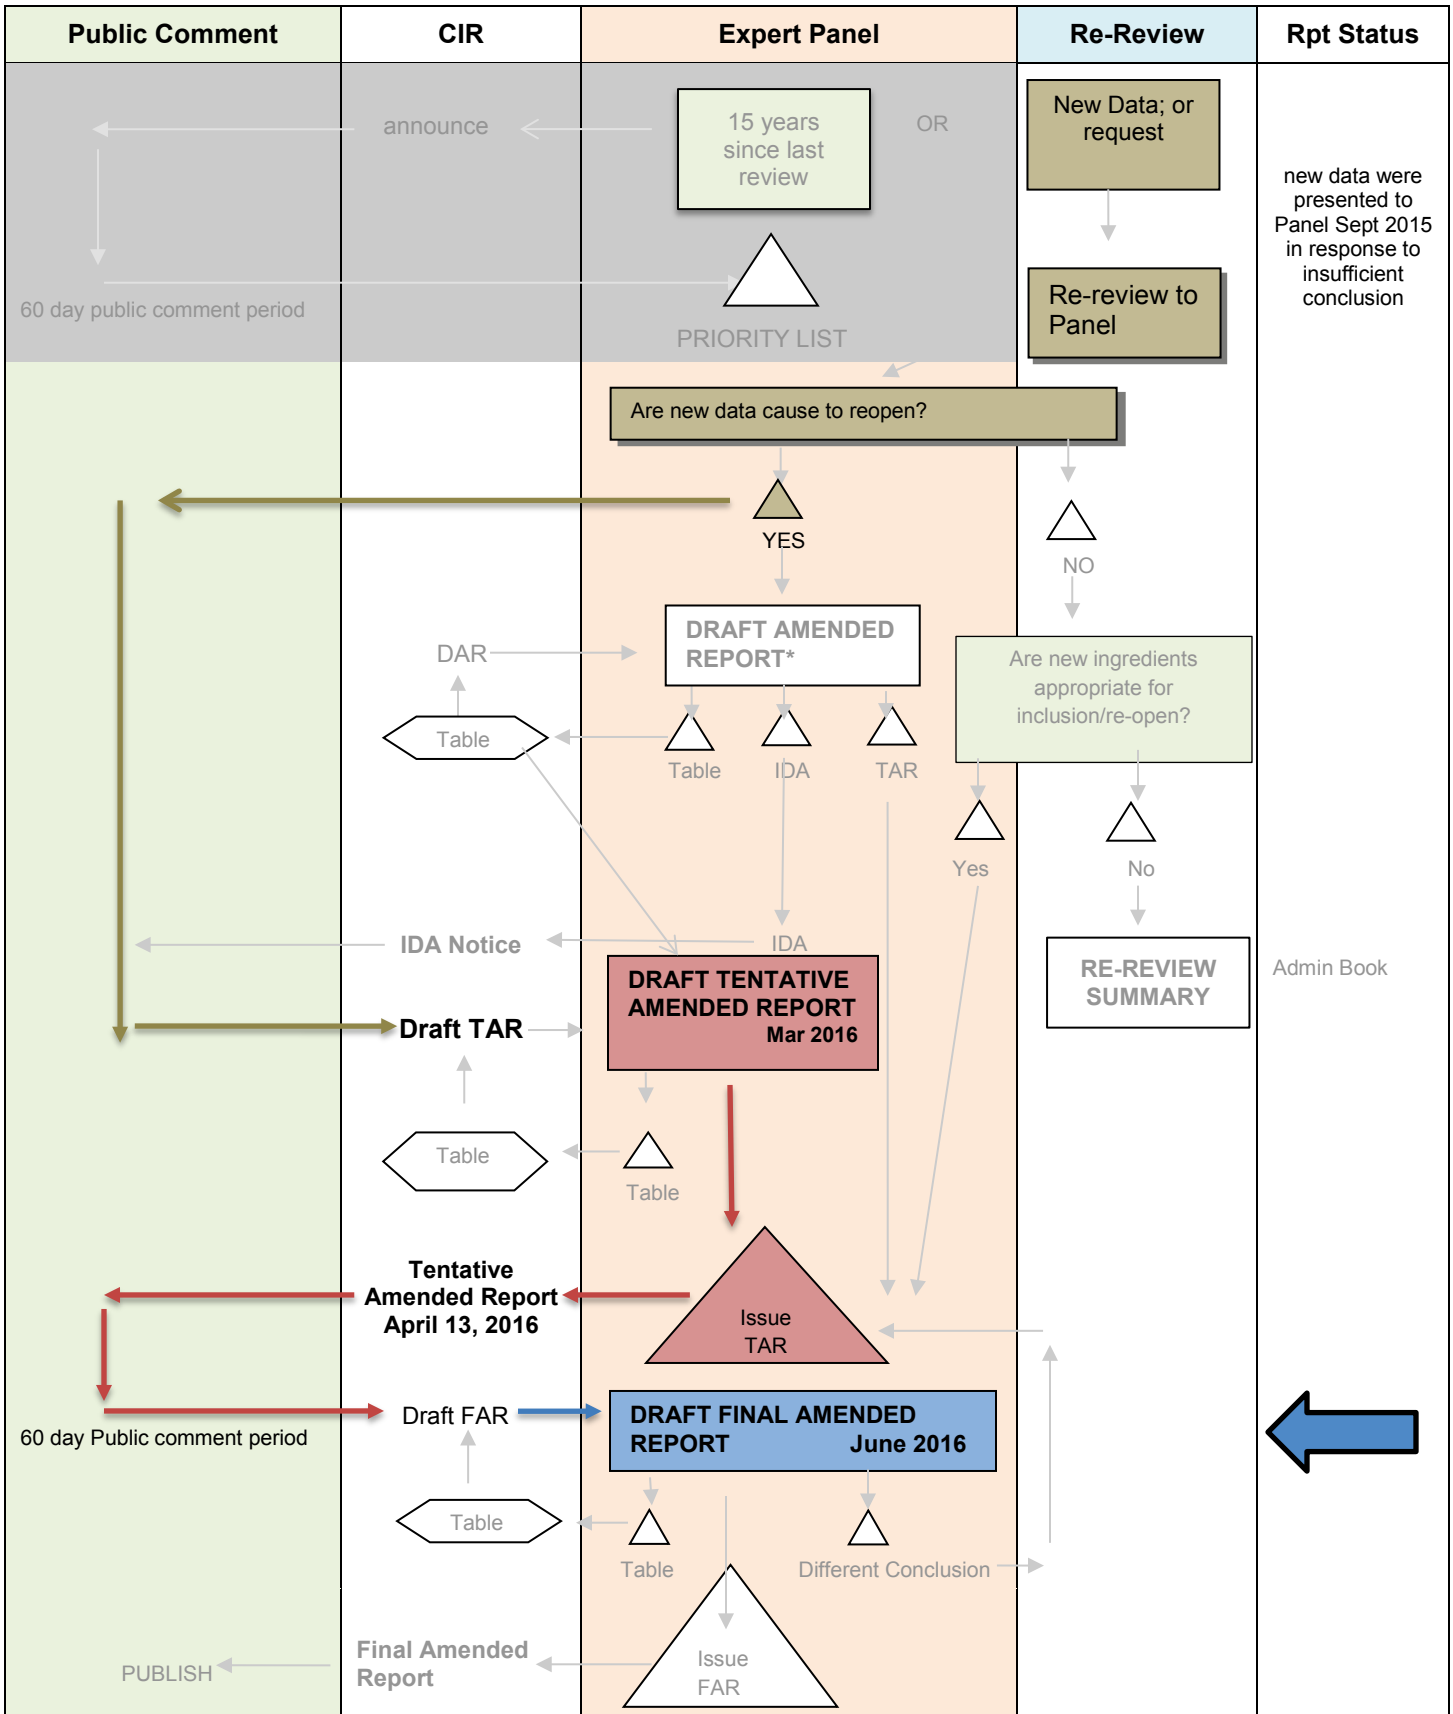 Public Comment
CIR
Expert Panel
Re-Review
Rpt Status
announce
15 years
since last
review
OR
New Data; or
request
new data were
presented to
Panel Sept 2015
in response to
insufficient
conclusion
60 day public comment period
PRIORITY LIST
Re-review to
Panel
Are new data cause to reopen?
YES
NO
DAR
DRAFT AMENDED
REPORT*
Are new ingredients
appropriate for
inclusion/re-open?
Table
Table
IDA
TAR
Yes
No
IDA Notice
IDA
DRAFT TENTATIVE
AMENDED REPORT
Mar 2016
RE-REVIEW
SUMMARY
Admin Book
Draft TAR
Table
Table
Tentative
Amended Report
April 13, 2016
Issue
TAR
60 day Public comment period
Draft FAR
DRAFT FINAL AMENDED
REPORT June 2016
Table
Table
Different Conclusion
PUBLISH
Final Amended
Report
Issue
FAR